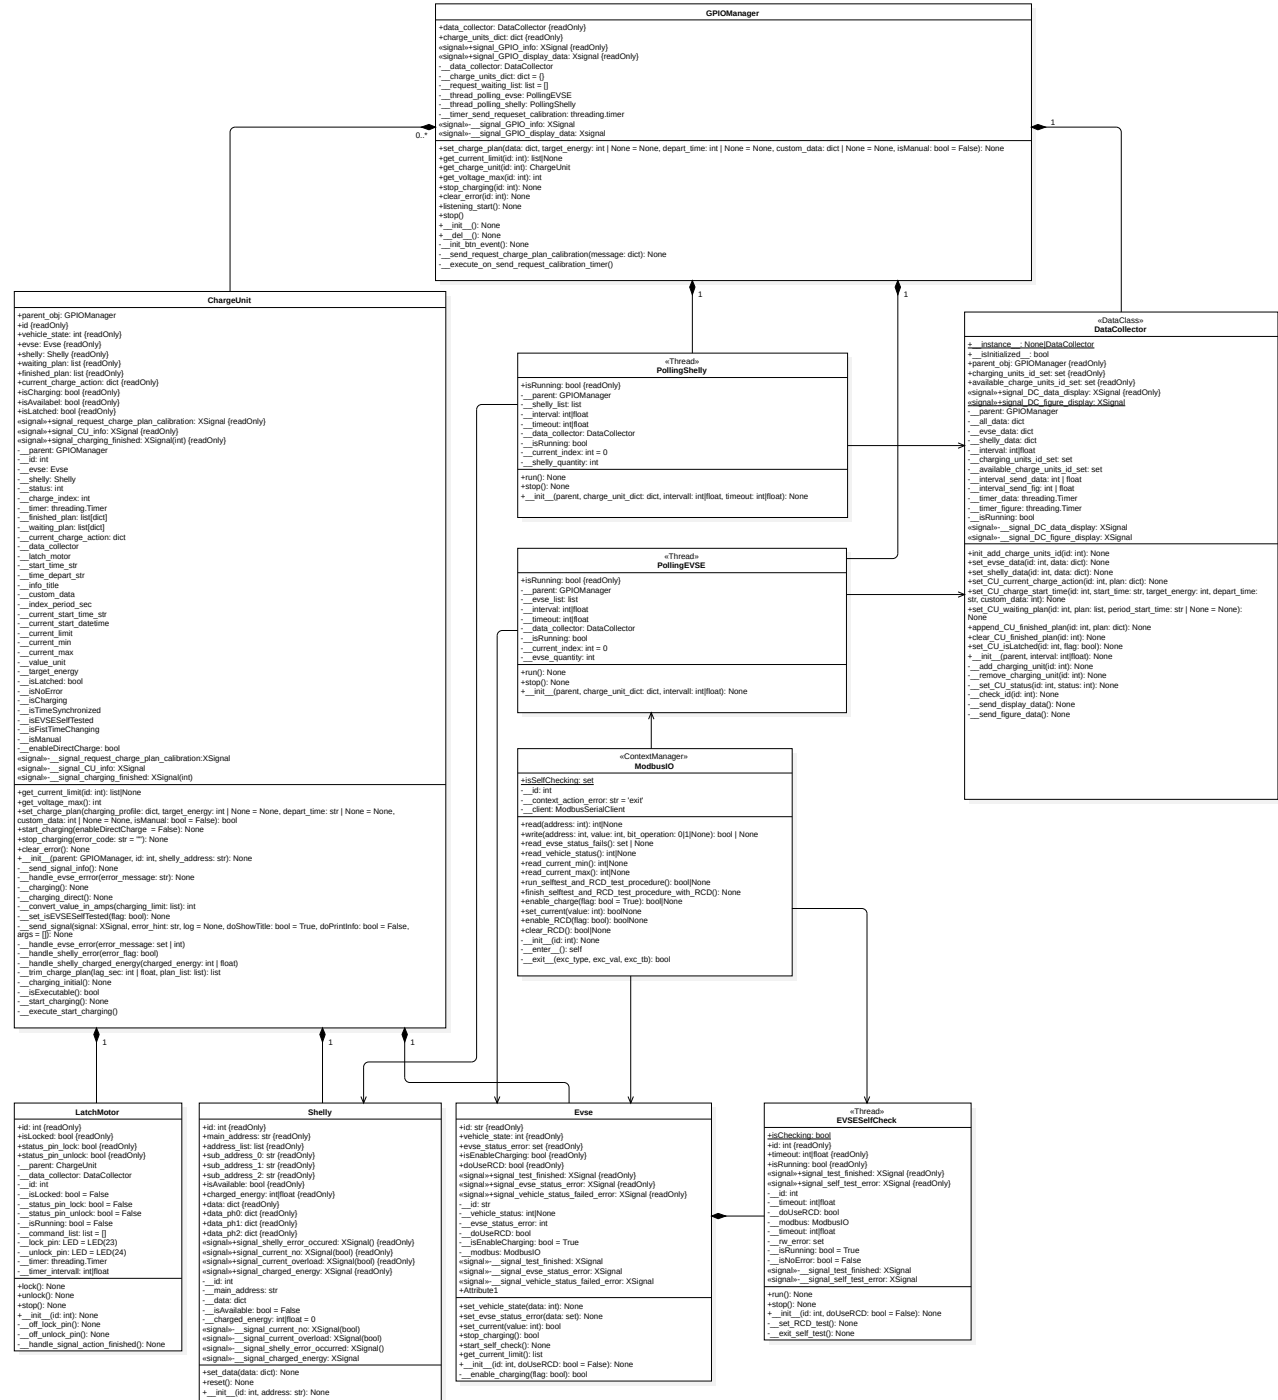 GPIOManager
+data_collector: DataCollector {readOnly}
+charge_units_dict: dict {readOnly}
«signal»+signal_GPIO_info: XSignal {readOnly}
«signal»+signal_GPIO_display_data: Xsignal {readOnly}
-__data_collector: DataCollector
-__charge_units_dict: dict = {}
-__request_waiting_list: list = []
-__thread_polling_evse: PollingEVSE
-__thread_polling_shelly: PollingShelly
-__timer_send_requeset_calibration: threading.timer
«signal»-__signal_GPIO_info: XSignal
«signal»-__signal_GPIO_display_data: Xsignal
+set_charge_plan(data: dict, target_energy: int | None = None, depart_time: int | None = None, custom_data: dict | None = None, isManual: bool = False): None
+get_current_limit(id: int): list|None
+get_charge_unit(id: int): ChargeUnit
+get_voltage_max(id: int): int
+stop_charging(id: int): None
+clear_error(id: int): None
+listening_start(): None
+stop()
+__init__(): None
+__del__(): None
-__init_btn_event(): None
-__send_request_charge_plan_calibration(message: dict): None
-__execute_on_send_request_calibration_timer()
0..*
1
1
1
ChargeUnit
+parent_obj: GPIOManager
+id {readOnly}
+vehicle_state: int {readOnly}
+evse: Evse {readOnly}
+shelly: Shelly {readOnly}
+waiting_plan: list {readOnly}
+finished_plan: list {readOnly}
+current_charge_action: dict {readOnly}
+isCharging: bool {readOnly}
+isAvailabel: bool {readOnly}
+isLatched: bool {readOnly}
«signal»+signal_request_charge_plan_calibration: XSignal {readOnly}
«signal»+signal_CU_info: XSignal {readOnly}
«signal»+signal_charging_finished: XSignal(int) {readOnly}
-__parent: GPIOManager
-__id: int
-__evse: Evse
-__shelly: Shelly
-__status: int
-__charge_index: int
-__timer: threading.Timer
-__finished_plan: list[dict]
-__waiting_plan: list[dict]
-__current_charge_action: dict
-__data_collector
-__latch_motor
-__start_time_str
-__time_depart_str
-__info_title
-__custom_data
-__index_period_sec
-__current_start_time_str
-__current_start_datetime
-__current_limit
-__current_min
-__current_max
-__value_unit
-__target_energy
-__isLatched: bool
-__isNoError
-__isCharging
-__isTimeSynchronized
-__isEVSESelfTested
-__isFistTimeChanging
-__isManual
-__enableDirectCharge: bool
«signal»-__signal_request_charge_plan_calibration:XSignal
«signal»-__signal_CU_info: XSignal
«signal»-__signal_charging_finished: XSignal(int)
+get_current_limit(id: int): list|None
+get_voltage_max(): int
+set_charge_plan(charging_profile: dict, target_energy: int | None = None, depart_time: str | None = None,
custom_data: int | None = None, isManual: bool = False): bool
+start_charging(enableDirectCharge  = False): None
+stop_charging(error_code: str = ""): None
+clear_error(): None
+__init__(parent: GPIOManager, id: int, shelly_address: str): None
-__send_signal_info(): None
-__handle_evse_errror(error_message: str): None
-__charging(): None
-__charging_direct(): None
-__convert_value_in_amps(charging_limit: list): int
-__set_isEVSESelfTested(flag: bool): None
-__send_signal(signal: XSignal, error_hint: str, log = None, doShowTitle: bool = True, doPrintInfo: bool = False,
args = []): None
-__handle_evse_error(error_message: set | int)
-__handle_shelly_error(error_flag: bool)
-__handle_shelly_charged_energy(charged_energy: int | float)
-__trim_charge_plan(lag_sec: int | float, plan_list: list): list
-__charging_initial(): None
-__isExecutable(): bool
-__start_charging(): None
-__execute_start_charging()
1
1
1
«Thread»
PollingShelly
+isRunning: bool {readOnly}
-__parent: GPIOManager
-__shelly_list: list
-__interval: int|float
-__timeout: int|float
-__data_collector: DataCollector
-__isRunning: bool
-__current_index: int = 0
-__shelly_quantity: int
+run(): None
+stop(): None
+__init__(parent, charge_unit_dict: dict, intervall: int|float, timeout: int|float): None
«Thread»
PollingEVSE
+isRunning: bool {readOnly}
-__parent: GPIOManager
-__evse_list: list
-__interval: int|float
-__timeout: int|float
-__data_collector: DataCollector
-__isRunning: bool
-__current_index: int = 0
-__evse_quantity: int
+run(): None
+stop(): None
+__init__(parent, charge_unit_dict: dict, intervall: int|float): None
«DataClass»
DataCollector
+__instance__: None|DataCollector
+__isInitialized__: bool
+parent_obj: GPIOManager {readOnly}
+charging_units_id_set: set {readOnly}
+available_charge_units_id_set: set {readOnly}
«signal»+signal_DC_data_display: XSignal {readOnly}
«signal»+signal_DC_figure_display: XSignal
-__parent: GPIOManager
-__all_data: dict
-__evse_data: dict
-__shelly_data: dict
-__interval: int|float
-__charging_units_id_set: set
-__available_charge_units_id_set: set
-__interval_send_data: int | float
-__interval_send_fig: int | float
-__timer_data: threading.Timer
-__timer_figure: threading.Timer
-__isRunning: bool
«signal»-__signal_DC_data_display: XSignal
«signal»-__signal_DC_figure_display: XSignal
+init_add_charge_units_id(id: int): None
+set_evse_data(id: int, data: dict): None
+set_shelly_data(id: int, data: dict): None
+set_CU_current_charge_action(id: int, plan: dict): None
+set_CU_charge_start_time(id: int, start_time: str, target_energy: int, depart_time:
str, custom_data: int): None
+set_CU_waiting_plan(id: int, plan: list, period_start_time: str | None = None):
None
+append_CU_finished_plan(id: int, plan: dict): None
+clear_CU_finished_plan(id: int): None
+set_CU_isLatched(id: int, flag: bool): None
+__init__(parent, interval: int|float): None
-__add_charging_unit(id: int): None
-__remove_charging_unit(id: int): None
-__set_CU_status(id: int, status: int): None
-__check_id(id: int): None
-__send_display_data(): None
-__send_figure_data(): None
«ContextManager»
ModbusIO
+isSelfChecking: set
-__id: int
-__context_action_error: str = 'exit'
-__client: ModbusSerialClient
+read(address: int): int|None
+write(address: int, value: int, bit_operation: 0|1|None): bool | None
+read_evse_status_fails(): set | None
+read_vehicle_status(): int|None
+read_current_min(): int|None
+read_current_max(): int|None
+run_selftest_and_RCD_test_procedure(): bool|None
+finish_selftest_and_RCD_test_procedure_with_RCD(): None
+enable_charge(flag: bool = True): bool|None
+set_current(value: int): boolNone
+enable_RCD(flag: bool): boolNone
+clear_RCD(): bool|None
-__init__(id: int): None
-__enter__(): self
-__exit__(exc_type, exc_val, exc_tb): bool
LatchMotor
+id: int {readOnly}
+isLocked: bool {readOnly}
+status_pin_lock: bool {readOnly}
+status_pin_unlock: bool {readOnly}
-__parent: ChargeUnit
-__data_collector: DataCollector
-__id: int
-__isLocked: bool = False
-__status_pin_lock: bool = False
-__status_pin_unlock: bool = False
-__isRunning: bool = False
-__command_list: list = []
-__lock_pin: LED = LED(23)
-__unlock_pin: LED = LED(24)
-__timer: threading.Timer
-__timer_intervall: int|float
+lock(): None
+unlock(): None
+stop(): None
+__init__(id: int): None
-__off_lock_pin(): None
-__off_unlock_pin(): None
-__handle_signal_action_finished(): None
Shelly
+id: int {readOnly}
+main_address: str {readOnly}
+address_list: list {readOnly}
+sub_address_0: str {readOnly}
+sub_address_1: str {readOnly}
+sub_address_2: str {readOnly}
+isAvailable: bool {readOnly}
+charged_energy: int|float {readOnly}
+data: dict {readOnly}
+data_ph0: dict {readOnly}
+data_ph1: dict {readOnly}
+data_ph2: dict {readOnly}
«signal»+signal_shelly_error_occured: XSignal() {readOnly}
«signal»+signal_current_no: XSignal(bool) {readOnly}
«signal»+signal_current_overload: XSignal(bool) {readOnly}
«signal»+signal_charged_energy: XSignal {readOnly}
-__id: int
-__main_address: str
-__data: dict
-__isAvailable: bool = False
-__charged_energy: int|float = 0
«signal»-__signal_current_no: XSignal(bool)
«signal»-__signal_current_overload: XSignal(bool)
«signal»-__signal_shelly_error_occurred: XSignal()
«signal»-__signal_charged_energy: XSignal
+set_data(data: dict): None
+reset(): None
+__init__(id: int, address: str): None
Evse
+id: str {readOnly}
+vehicle_state: int {readOnly}
+evse_status_error: set {readOnly}
+isEnableCharging: bool {readOnly}
+doUseRCD: bool {readOnly}
«signal»+signal_test_finished: XSignal {readOnly}
«signal»+signal_evse_status_error: XSignal {readOnly}
«signal»+signal_vehicle_status_failed_error: XSignal {readOnly}
-__id: str
-__vehicle_status: int|None
-__evse_status_error: int
-__doUseRCD: bool
-__isEnableCharging: bool = True
-__modbus: ModbusIO
«signal»-__signal_test_finished: XSignal
«signal»-__signal_evse_status_error: XSignal
«signal»-__signal_vehicle_status_failed_error: XSignal
+Attribute1
+set_vehicle_state(data: int): None
+set_evse_status_error(data: set): None
+set_current(value: int): bool
+stop_charging(): bool
+start_self_check(): None
+get_current_limit(): list
+__init__(id: int, doUseRCD: bool = False): None
-__enable_charging(flag: bool): bool
«Thread»
EVSESelfCheck
+isChecking: bool
+id: int {readOnly}
+timeout: int|float {readOnly}
+isRunning: bool {readOnly}
«signal»+signal_test_finished: XSignal {readOnly}
«signal»+signal_self_test_error: XSignal {readOnly}
-__id: int
-__timeout: int|float
-__doUseRCD: bool
-__modbus: ModbusIO
-__timeout: int|float
-__rw_error: set
-__isRunning: bool = True
-__isNoError: bool = False
«signal»-__signal_test_finished: XSignal
«signal»-__signal_self_test_error: XSignal
+run(): None
+stop(): None
+__init__(id: int, doUseRCD: bool = False): None
-__set_RCD_test(): None
-__exit_self_test(): None